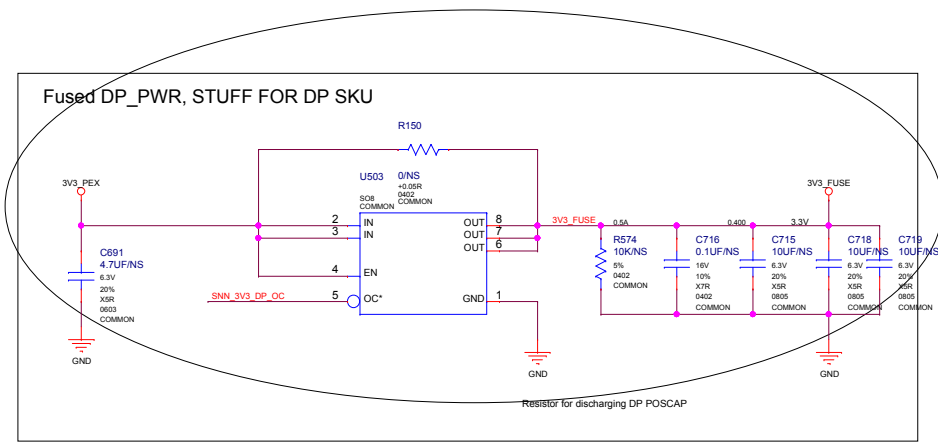 Fused DP_PWR, STUFF FOR DP SKU
R150
U503
0/NS
+0.05R
0402
COMMON
SO8
COMMON
3V3_PEX
3V3_FUSE
2
IN
OUT
8
3
IN
OUT
7
OUT
6
4
EN
5
OC*
GND
1
SNN_3V3_DP_OC
3V3_FUSE
0.5A
0.400
3.3V
C691
4.7UF/NS
6.3V
20%
X5R
0603
COMMON
GND
GND
R574
10K/NS
5%
0402
COMMON
C716
0.1UF/NS
16V
10%
X7R
0402
COMMON
C715
10UF/NS
6.3V
20%
X5R
0805
COMMON
C718
10UF/NS
6.3V
20%
X5R
0805
COMMON
C719
10UF/NS
6.3V
20%
X5R
0805
COMMON
GND
Resistor for discharging DP POSCAP